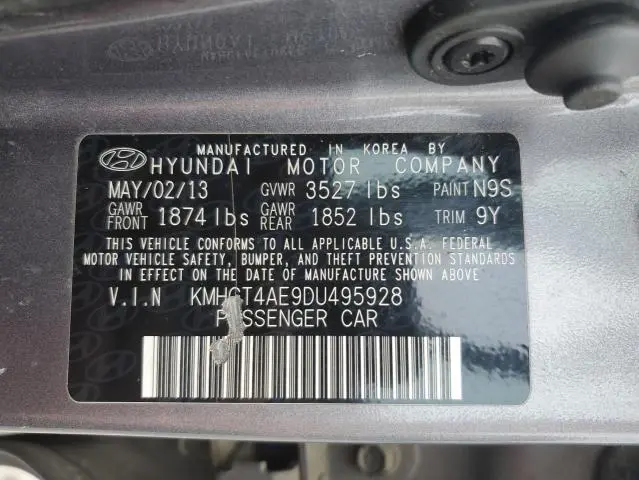 MANUFACTURED IN KOREA BY
HYUNDAI MOTOR COMPANY
MAY/02/13 GVWR 3527 lbs PAINT N9S
GAWR FRONT 1874 lbs GAWR REAR 1852 lbs TRIM 9Y
THIS VEHICLE CONFORMS TO ALL APPLICABLE U.S.A. FEDERAL
MOTOR VEHICLE SAFETY, BUMPER, AND THEFT PREVENTION STANDARDS
IN EFFECT ON THE DATE OF MANUFACTURE SHOWN ABOVE
V.I.N KMHCT4AE9DU495928
PASSENGER CAR